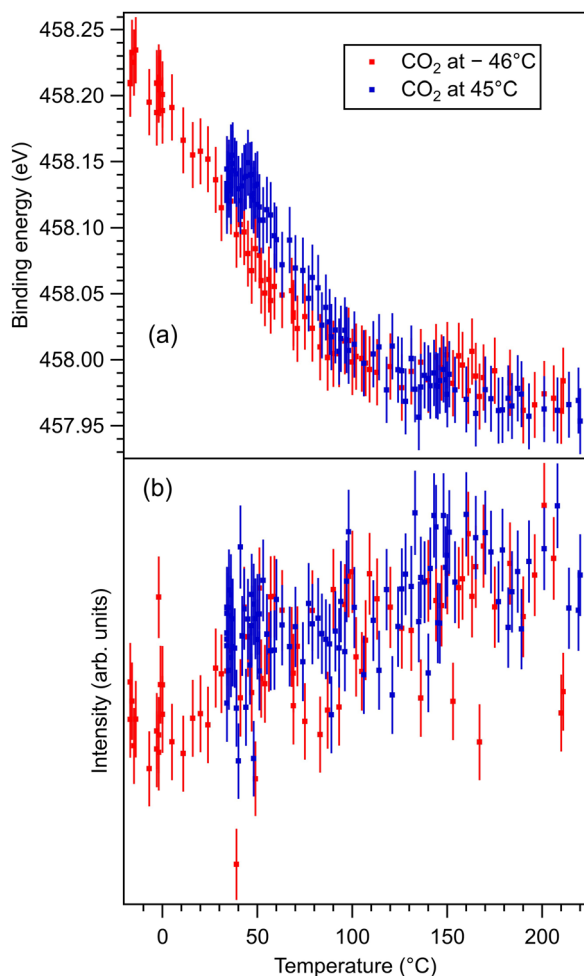 458.25
458.20
458.15
458.10
458.05
458.00
457.95
Binding energy (eV)
CO₂ at − 46°C
CO₂ at 45°C
(a)
(b)
Intensity (arb. units)
0
50
100
150
200
Temperature (°C)